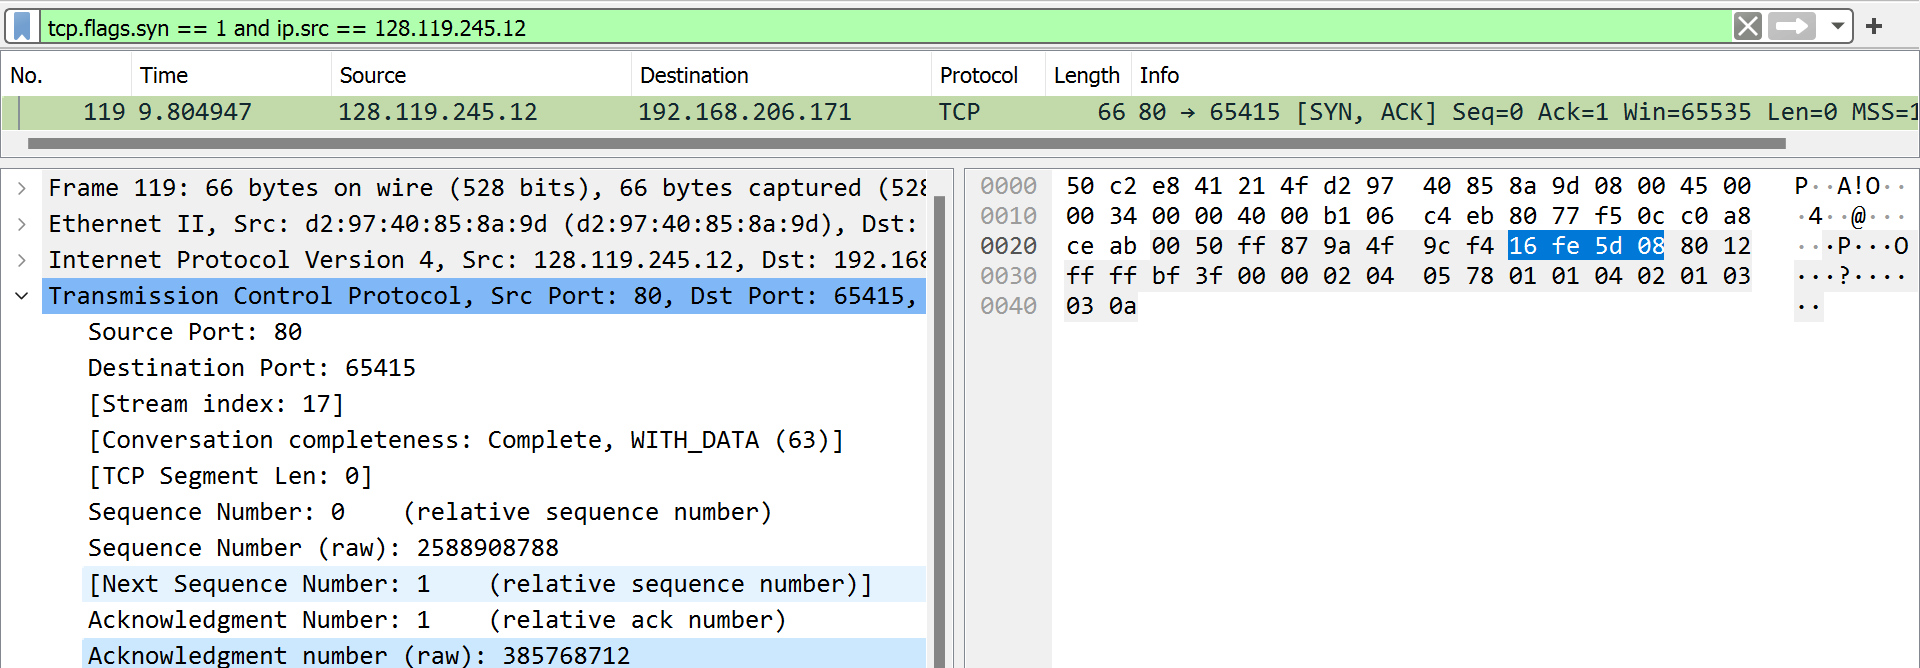 tcp.flags.syn == 1 and ip.src == 128.119.245.12
No. Time Source Destination Protocol Length Info
119 9.804947 128.119.245.12 192.168.206.171 TCP 66 80 → 65415 [SYN, ACK] Seq=0 Ack=1 Win=65535 Len=0 MSS=1
Frame 119: 66 bytes on wire (528 bits), 66 bytes captured (528
Ethernet II, Src: d2:97:40:85:8a:9d (d2:97:40:85:8a:9d), Dst:
Internet Protocol Version 4, Src: 128.119.245.12, Dst: 192.168
Transmission Control Protocol, Src Port: 80, Dst Port: 65415,
Source Port: 80
Destination Port: 65415
[Stream index: 17]
[Conversation completeness: Complete, WITH_DATA (63)]
[TCP Segment Len: 0]
Sequence Number: 0 (relative sequence number)
Sequence Number (raw): 2588908788
[Next Sequence Number: 1 (relative sequence number)]
Acknowledgment Number: 1 (relative ack number)
Acknowledgment number (raw): 385768712
0000 50 c2 e8 41 21 4f d2 97 40 85 8a 9d 08 00 45 00 P··A!O··
0010 00 34 00 00 40 00 b1 06 c4 eb 80 77 f5 0c c0 a8 ·4··@···
0020 ce ab 00 50 ff 87 9a 4f 9c f4 16 fe 5d 08 80 12 ···P···O
0030 ff ff bf 3f 00 00 02 04 05 78 01 01 04 02 01 03 ···?····
0040 03 0a ··